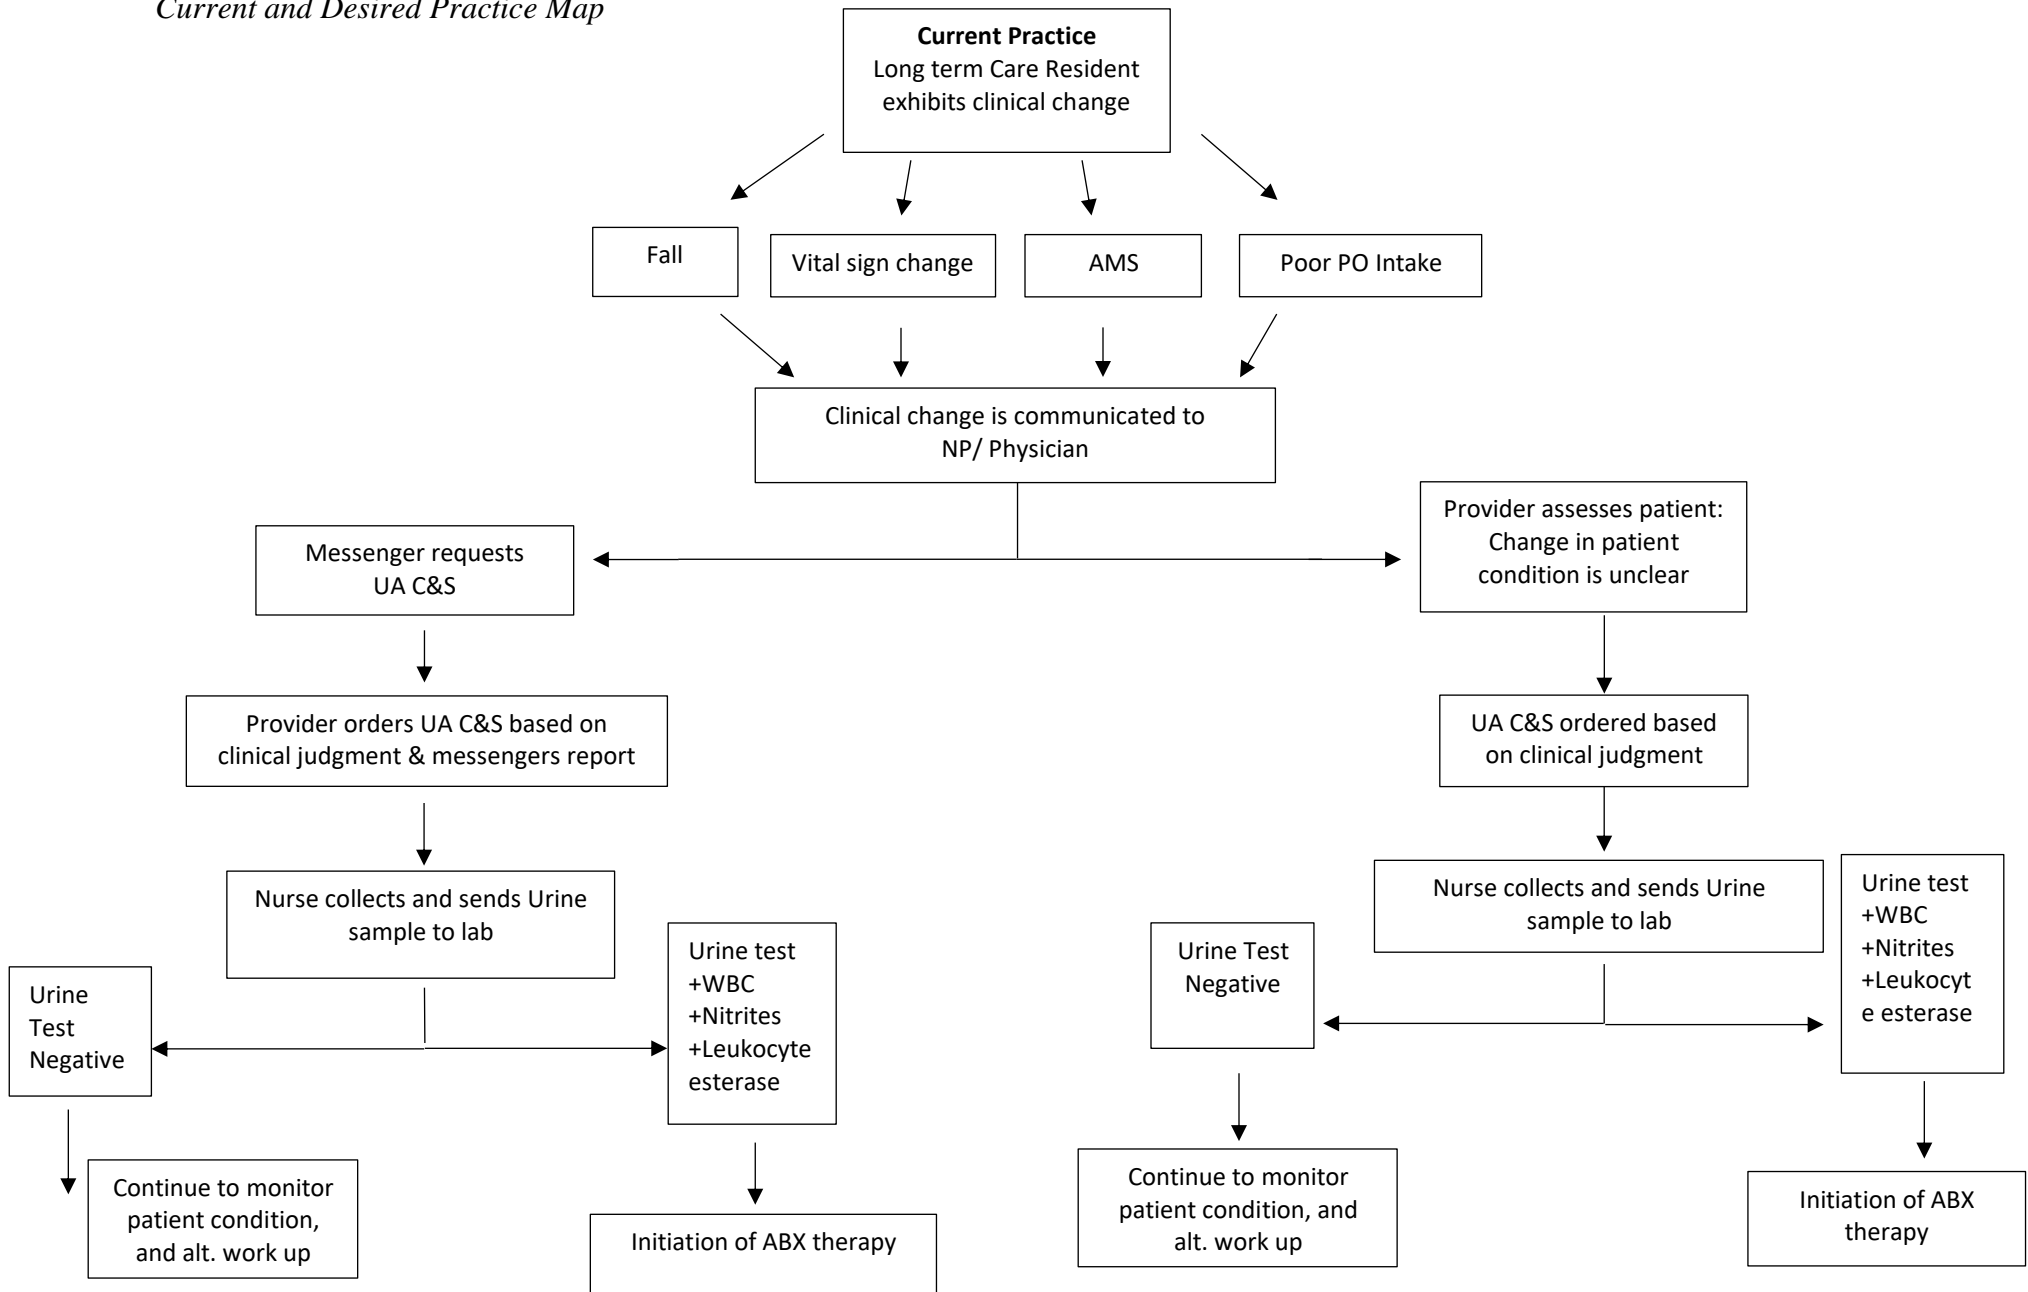 Current and Desired Practice Map
Current Practice
Long term Care Resident
exhibits clinical change
Fall
Vital sign change
AMS
Poor PO Intake
Clinical change is communicated to
NP/ Physician
Messenger requests
UA C&S
Provider assesses patient:
Change in patient
condition is unclear
Provider orders UA C&S based on
clinical judgment & messengers report
UA C&S ordered based
on clinical judgment
Nurse collects and sends Urine
sample to lab
Nurse collects and sends Urine
sample to lab
Urine
Test
Negative
Urine test
+WBC
+Nitrites
+Leukocyte
esterase
Urine Test
Negative
Urine test
+WBC
+Nitrites
+Leukocyt
e esterase
Continue to monitor
patient condition,
and alt. work up
Initiation of ABX therapy
Continue to monitor
patient condition, and
alt. work up
Initiation of ABX
therapy